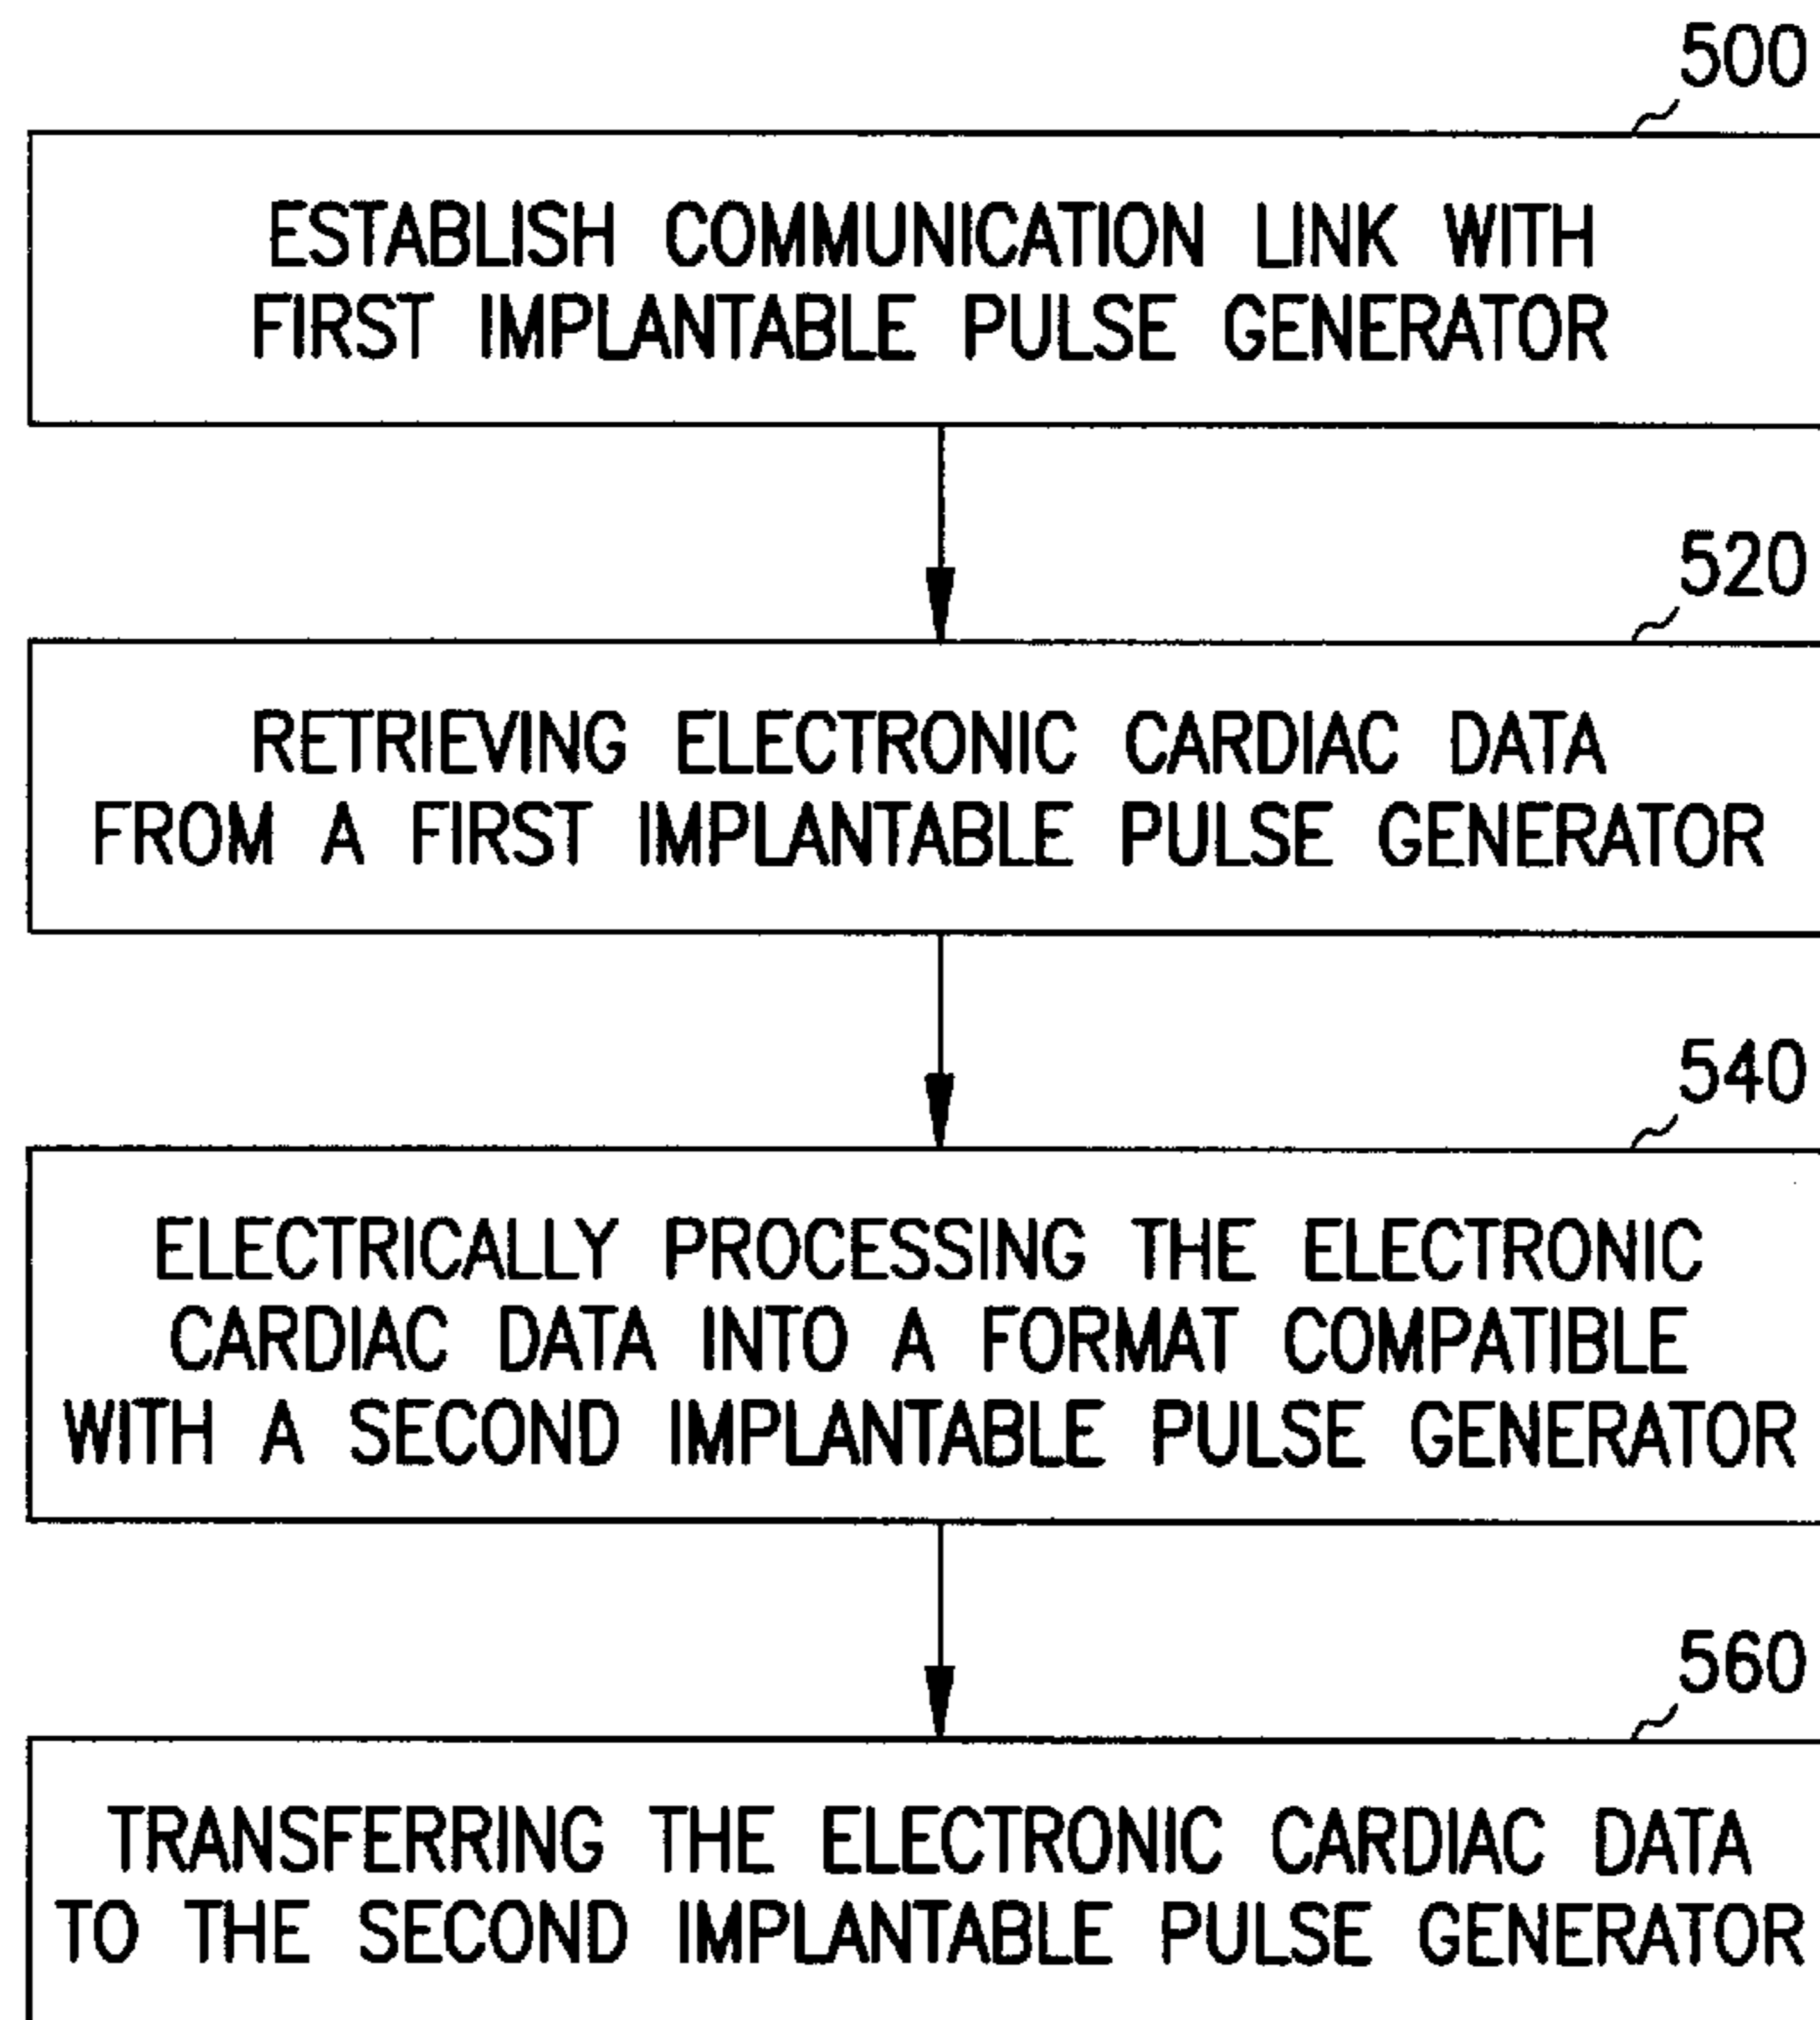 500
ESTABLISH COMMUNICATION LINK WITH
FIRST IMPLANTABLE PULSE GENERATOR
520
RETRIEVING ELECTRONIC CARDIAC DATA
FROM A FIRST IMPLANTABLE PULSE GENERATOR
540
ELECTRICALLY PROCESSING THE ELECTRONIC
CARDIAC DATA INTO A FORMAT COMPATIBLE
WITH A SECOND IMPLANTABLE PULSE GENERATOR
560
TRANSFERRING THE ELECTRONIC CARDIAC DATA
TO THE SECOND IMPLANTABLE PULSE GENERATOR